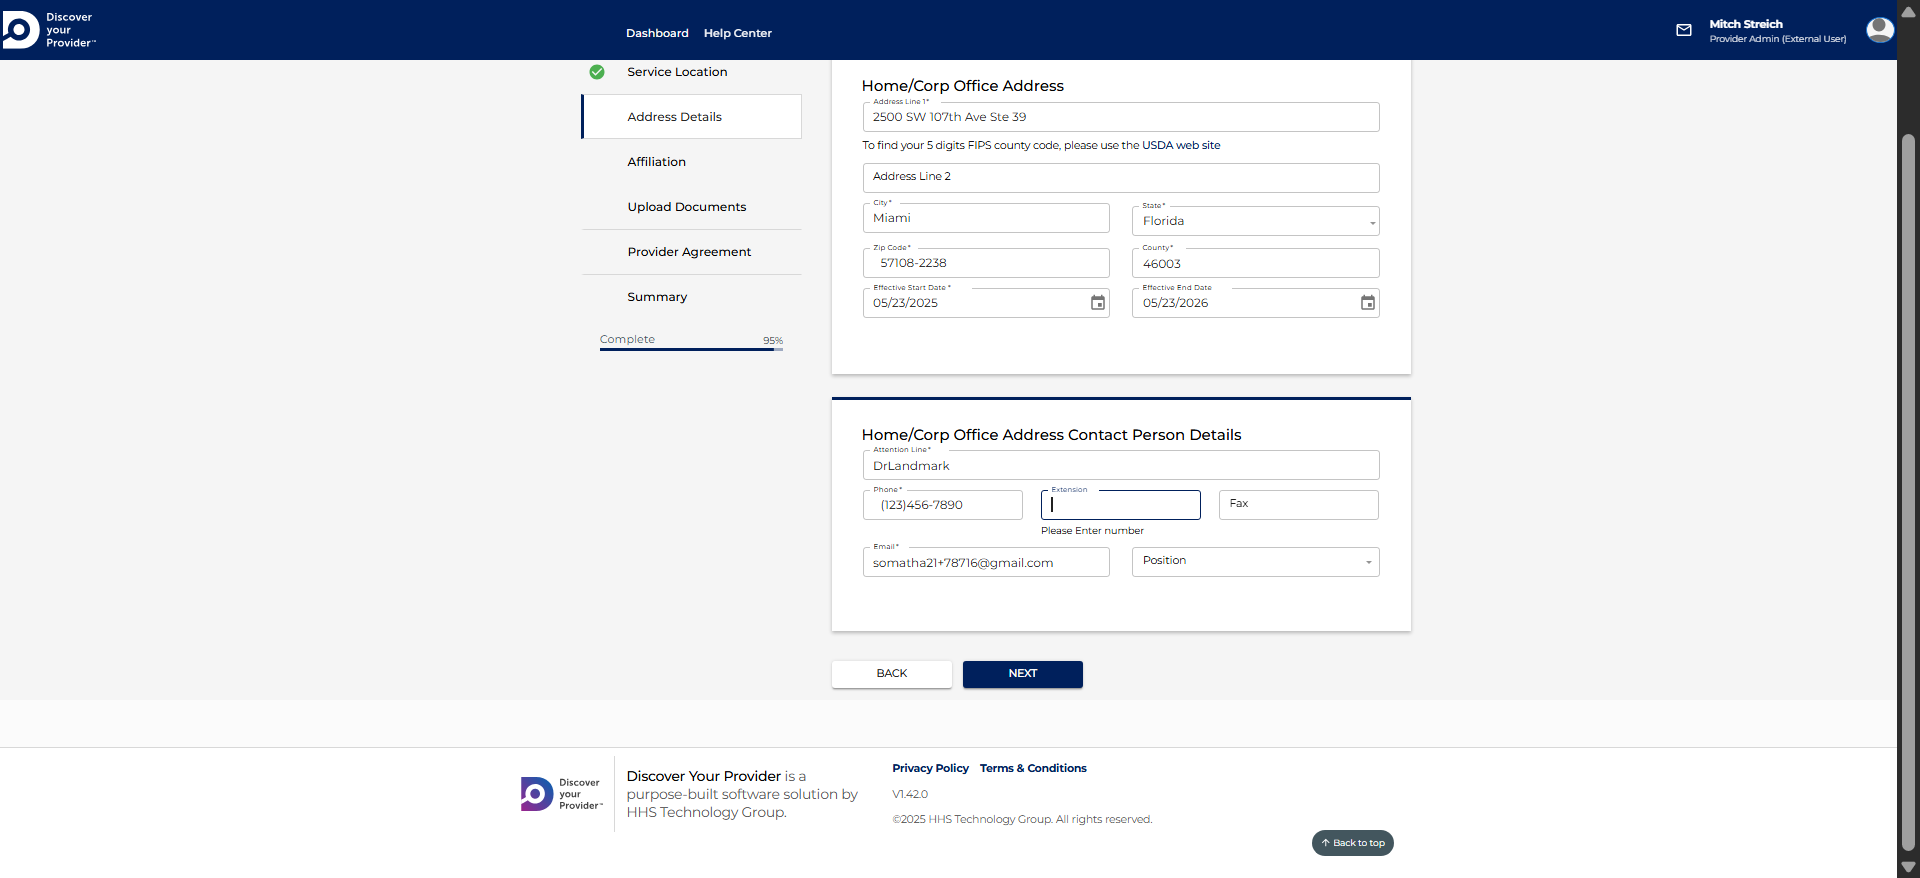 Discover
your
Provider™
Dashboard
Help Center
Mitch Streich
Provider Admin (External User)
Service Location
Address Details
Affiliation
Upload Documents
Provider Agreement
Summary
Complete
95%
Home/Corp Office Address
Address Line 1*
2500 SW 107th Ave Ste 39
To find your 5 digits FIPS county code, please use the USDA web site
Address Line 2
City*
Miami
State*
Florida
Zip Code*
57108-2238
County*
46003
Effective Start Date *
05/23/2025
Effective End Date
05/23/2026
Home/Corp Office Address Contact Person Details
Attention Line*
DrLandmark
Phone*
(123)456-7890
Extension
Fax
Please Enter number
Email*
somatha21+78716@gmail.com
Position
BACK
NEXT
Discover
your
Provider™
Discover Your Provider is a
purpose-built software solution by
HHS Technology Group.
Privacy Policy
Terms & Conditions
V1.42.0
©2025 HHS Technology Group. All rights reserved.
Back to top